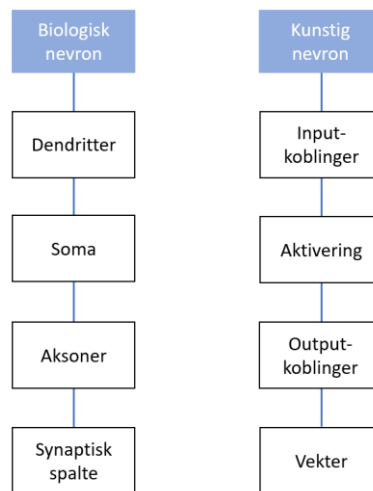 Biologisk
nevron
Kunstig
nevron
Dendritter
Input-
koblinger
Soma
Aktivering
Aksoner
Output-
koblinger
Synaptisk
spalte
Vekter